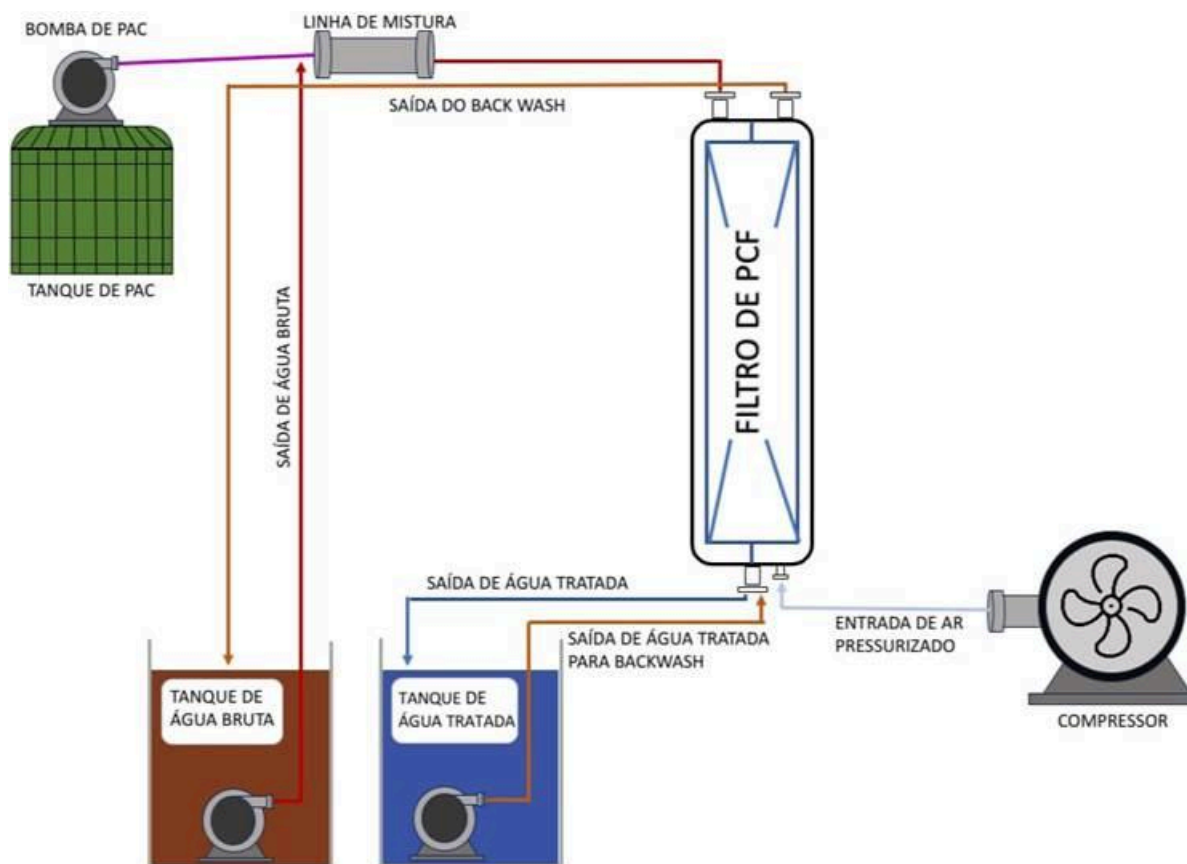 BOMBA DE PAC
LINHA DE MISTURA
SAÍDA DO BACK WASH
TANQUE DE PAC
SAÍDA DE ÁGUA BRUTA
FILTRO DE PCF
SAÍDA DE ÁGUA TRATADA
SAÍDA DE ÁGUA TRATADA
PARA BACKWASH
ENTRADA DE AR
PRESSURIZADO
COMPRESSOR
TANQUE DE
ÁGUA BRUTA
TANQUE DE
ÁGUA TRATADA